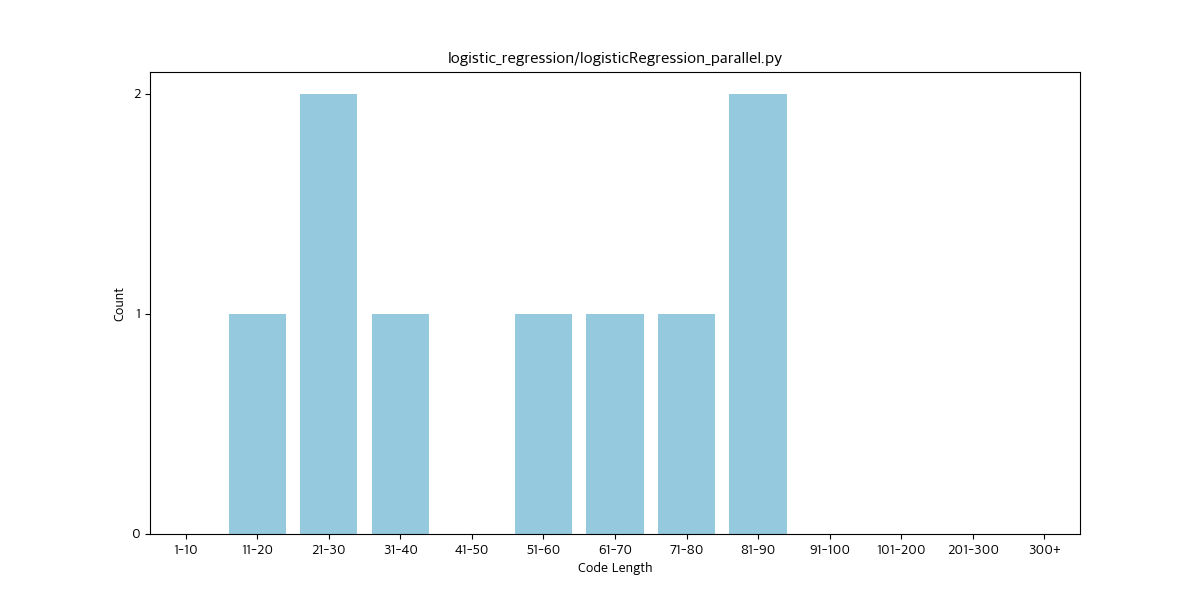 logistic_regression/logisticRegression_parallel.py
2
1
0
Count
1-10 11-20 21-30 31-40 41-50 51-60 61-70 71-80 81-90 91-100 101-200 201-300 300+
Code Length